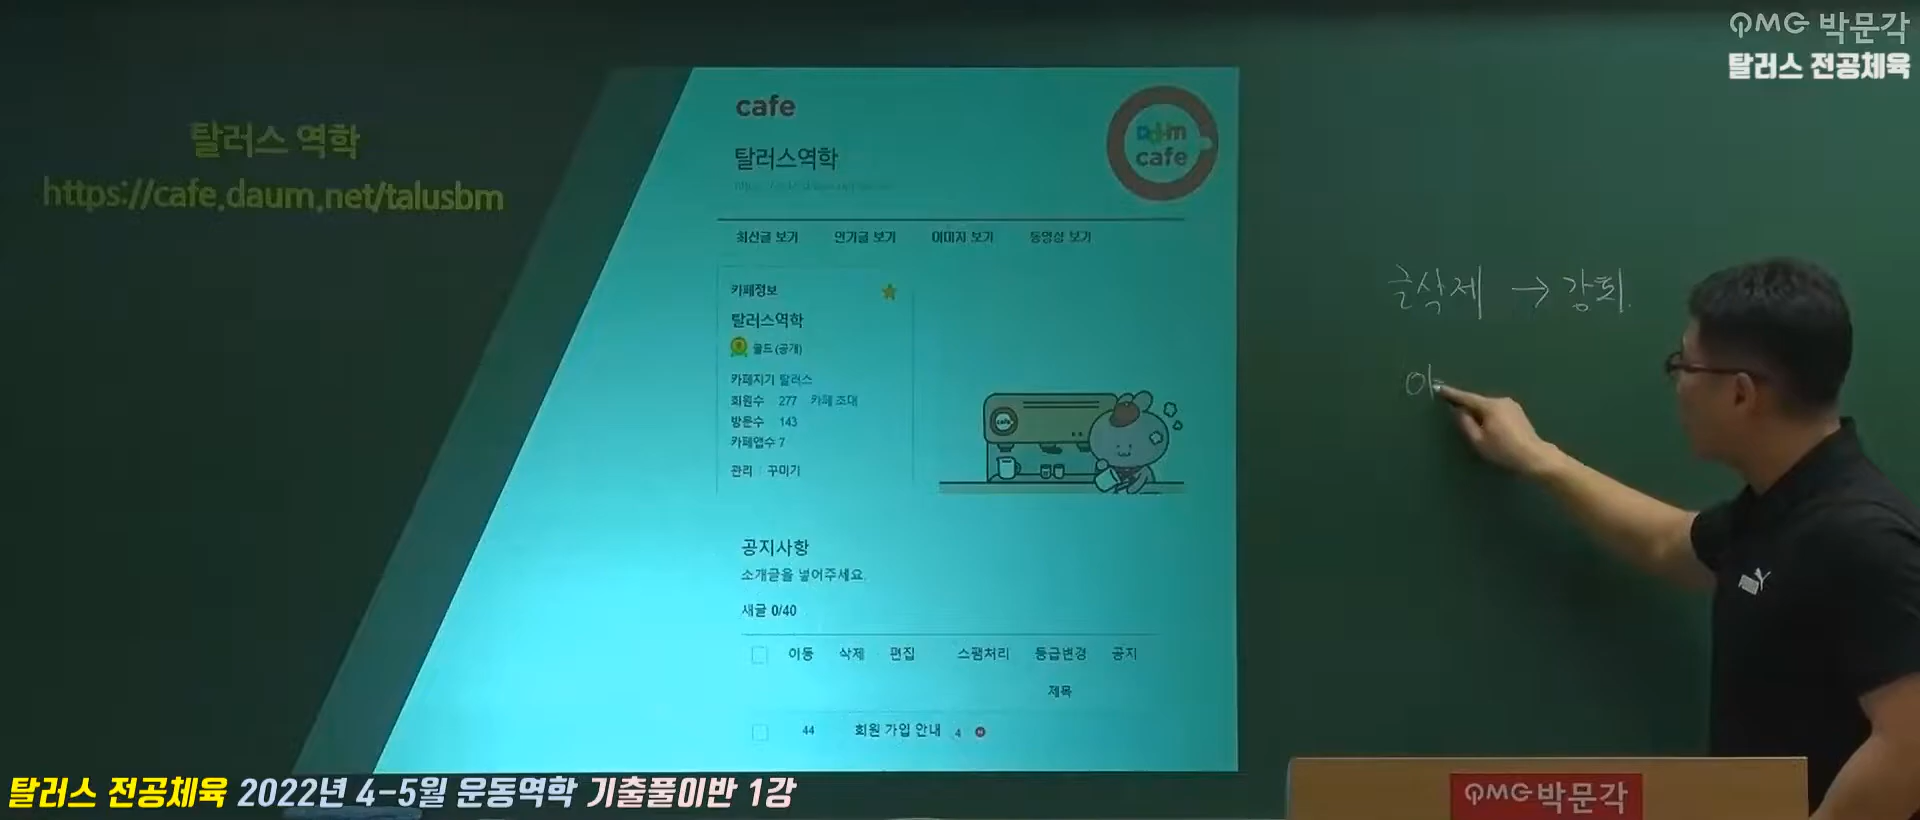 PMG 박문각
탈러스 전공체육
탈러스 역학
https://cafe.daum.net/talusbm
cafe
Daum
cafe
탈러스역학
최신글 보기 인기글 보기 이미지 보기 동영상 보기
카페정보
탈러스역학
골드 (공개)
카페지기 탈러스
회원수 277 카페 초대
방문수 143
카페앱수 7
관리 꾸미기
cafe
공지사항
소개글을 넣어주세요.
새글 0/40
이동 삭제 편집 스팸처리 등급변경 공지
제목
44 회원 가입 안내 4
글삭제 → 강퇴.
PMG 박문각
탈러스 전공체육 2022년 4-5월 운동역학 기출풀이반 1강